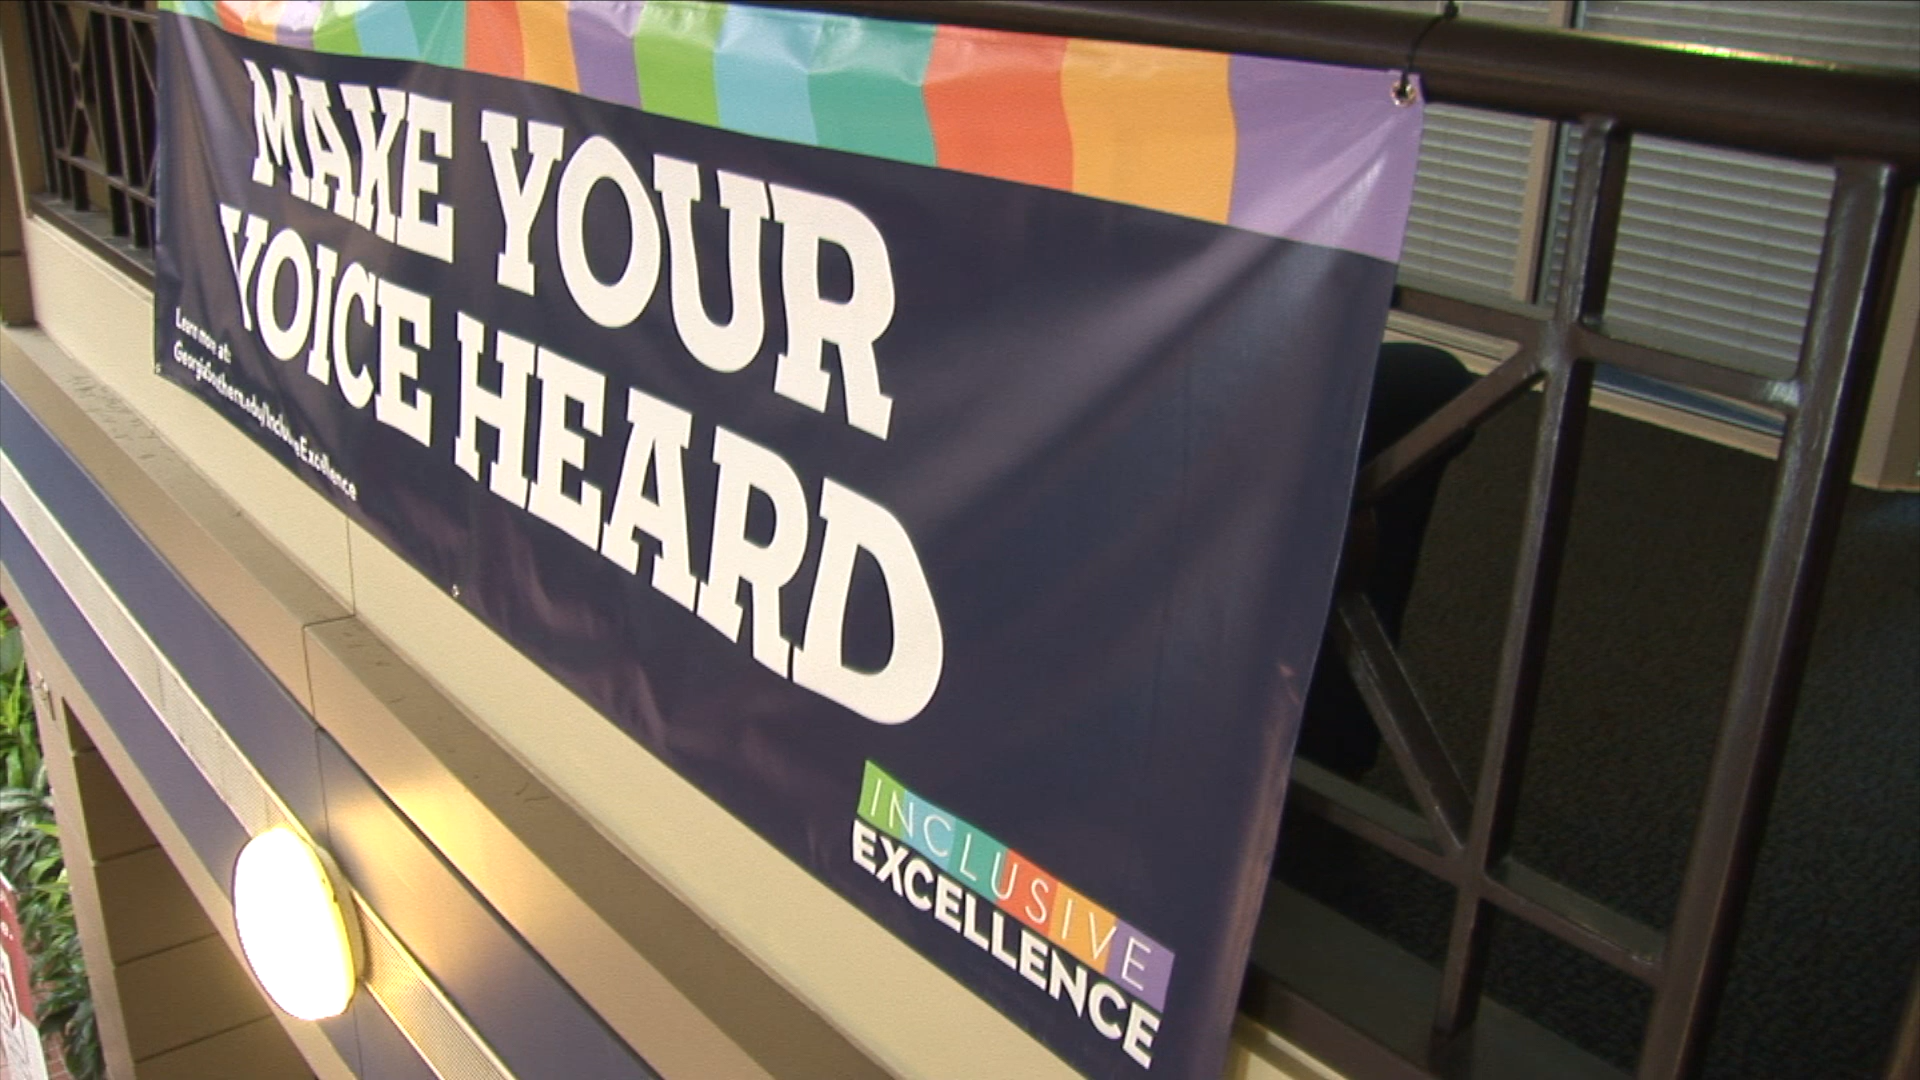 MAKE YOUR
VOICE HEARD
Learn more at:
GeorgiaSouthern.edu/InclusiveExcellence
INCLUSIVE
EXCELLENCE